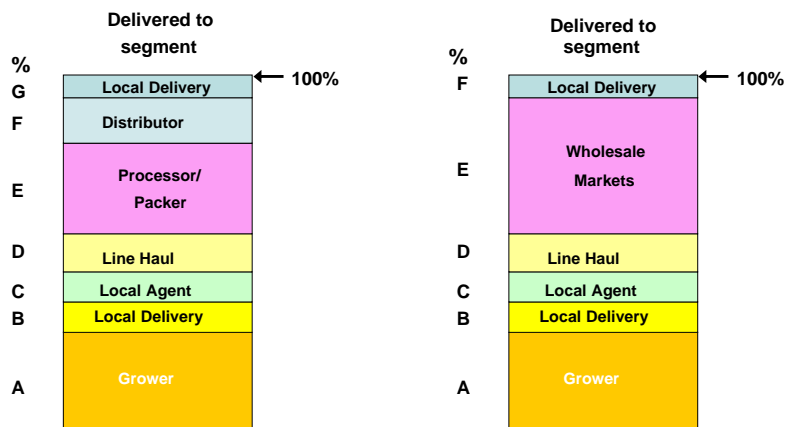 Delivered to
segment
%
G
Local Delivery
100%
F
Distributor
E
Processor/
Packer
D
Line Haul
C
Local Agent
B
Local Delivery
A
Grower
Delivered to
segment
%
F
Local Delivery
100%
E
Wholesale
Markets
D
Line Haul
C
Local Agent
B
Local Delivery
A
Grower